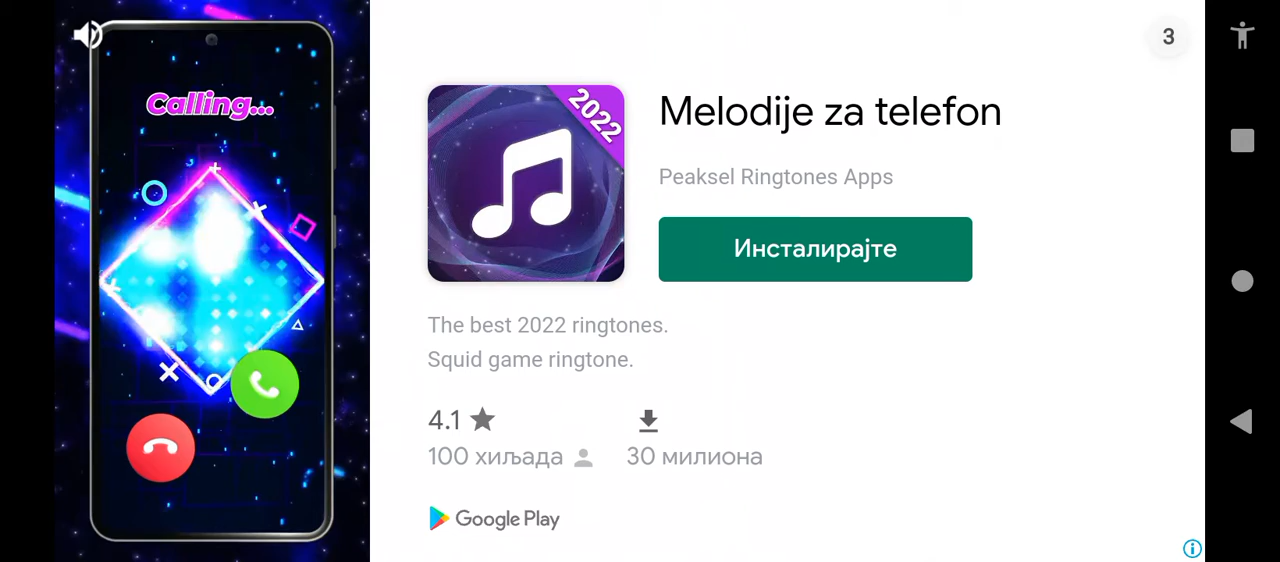 Calling...
3
2022
Melodije za telefon
Peaksel Ringtones Apps
Инсталирајте
The best 2022 ringtones.
Squid game ringtone.
4.1
100 хиљада
30 милиона
Google Play